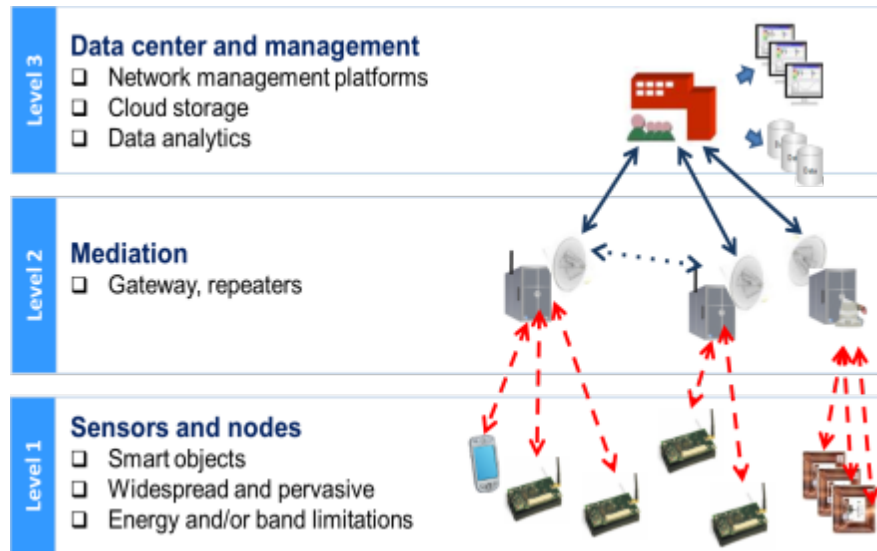 Level 3
Data center and management
Network management platforms
Cloud storage
Data analytics
Data
Level 2
Mediation
Gateway, repeaters
Level 1
Sensors and nodes
Smart objects
Widespread and pervasive
Energy and/or band limitations